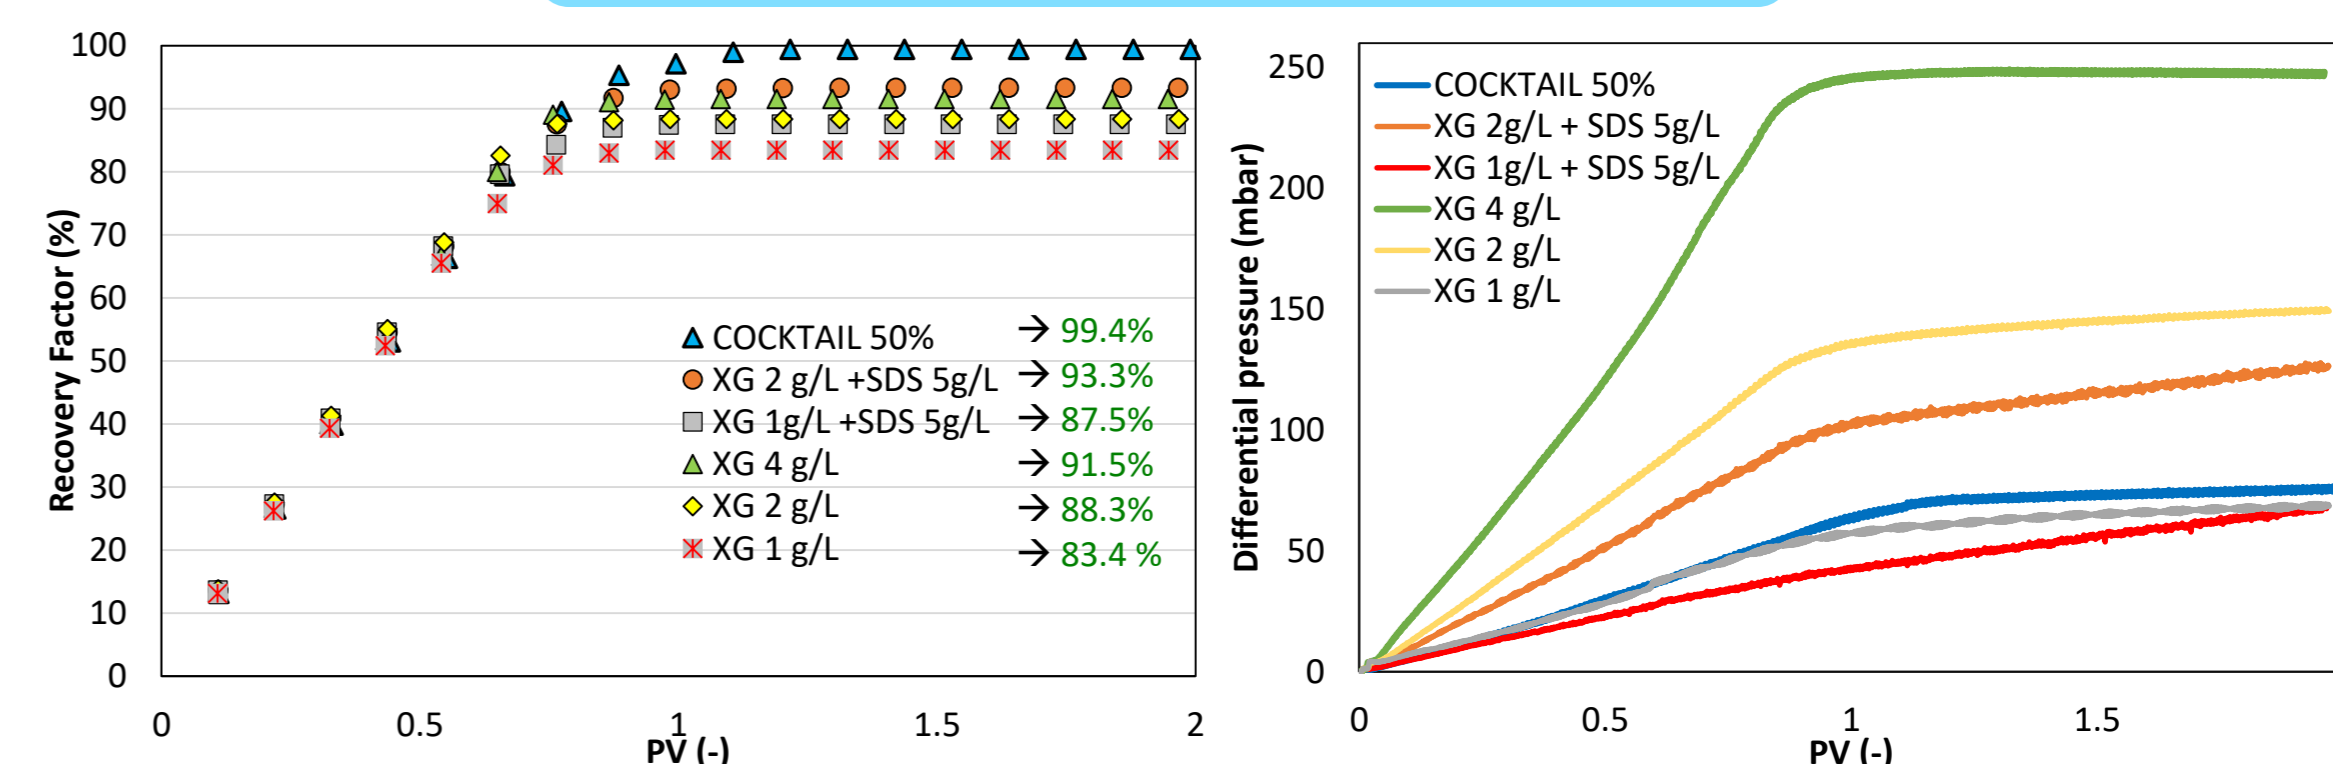 100
90
80
70
60
50
40
30
20
10
0
Recovery Factor (%)
COCKTAIL 50% → 99.4%
XG 2 g/L +SDS 5g/L → 93.3%
XG 1g/L +SDS 5g/L → 87.5%
XG 4 g/L → 91.5%
XG 2 g/L → 88.3%
XG 1 g/L → 83.4 %
0 0.5 1 1.5 2
PV (-)
250
200
150
100
50
0
Differential pressure (mbar)
COCKTAIL 50%
XG 2g/L + SDS 5g/L
XG 1g/L + SDS 5g/L
XG 4 g/L
XG 2 g/L
XG 1 g/L
0 0.5 1 1.5
PV (-)